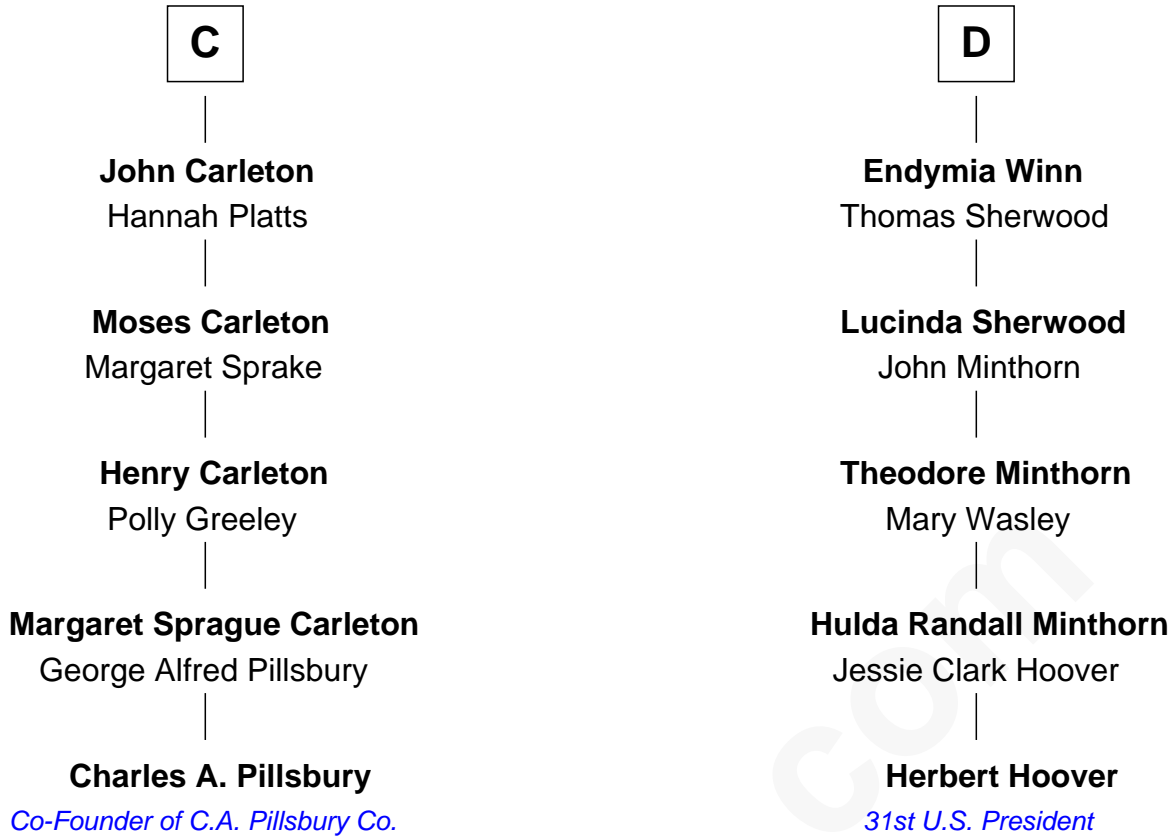 C
John Carleton
Hannah Platts
Moses Carleton
Margaret Sprake
Henry Carleton
Polly Greeley
Margaret Sprague Carleton
George Alfred Pillsbury
Charles A. Pillsbury
Co-Founder of C.A. Pillsbury Co.
D
Endymia Winn
Thomas Sherwood
Lucinda Sherwood
John Minthorn
Theodore Minthorn
Mary Wasley
Hulda Randall Minthorn
Jessie Clark Hoover
Herbert Hoover
31st U.S. President
com